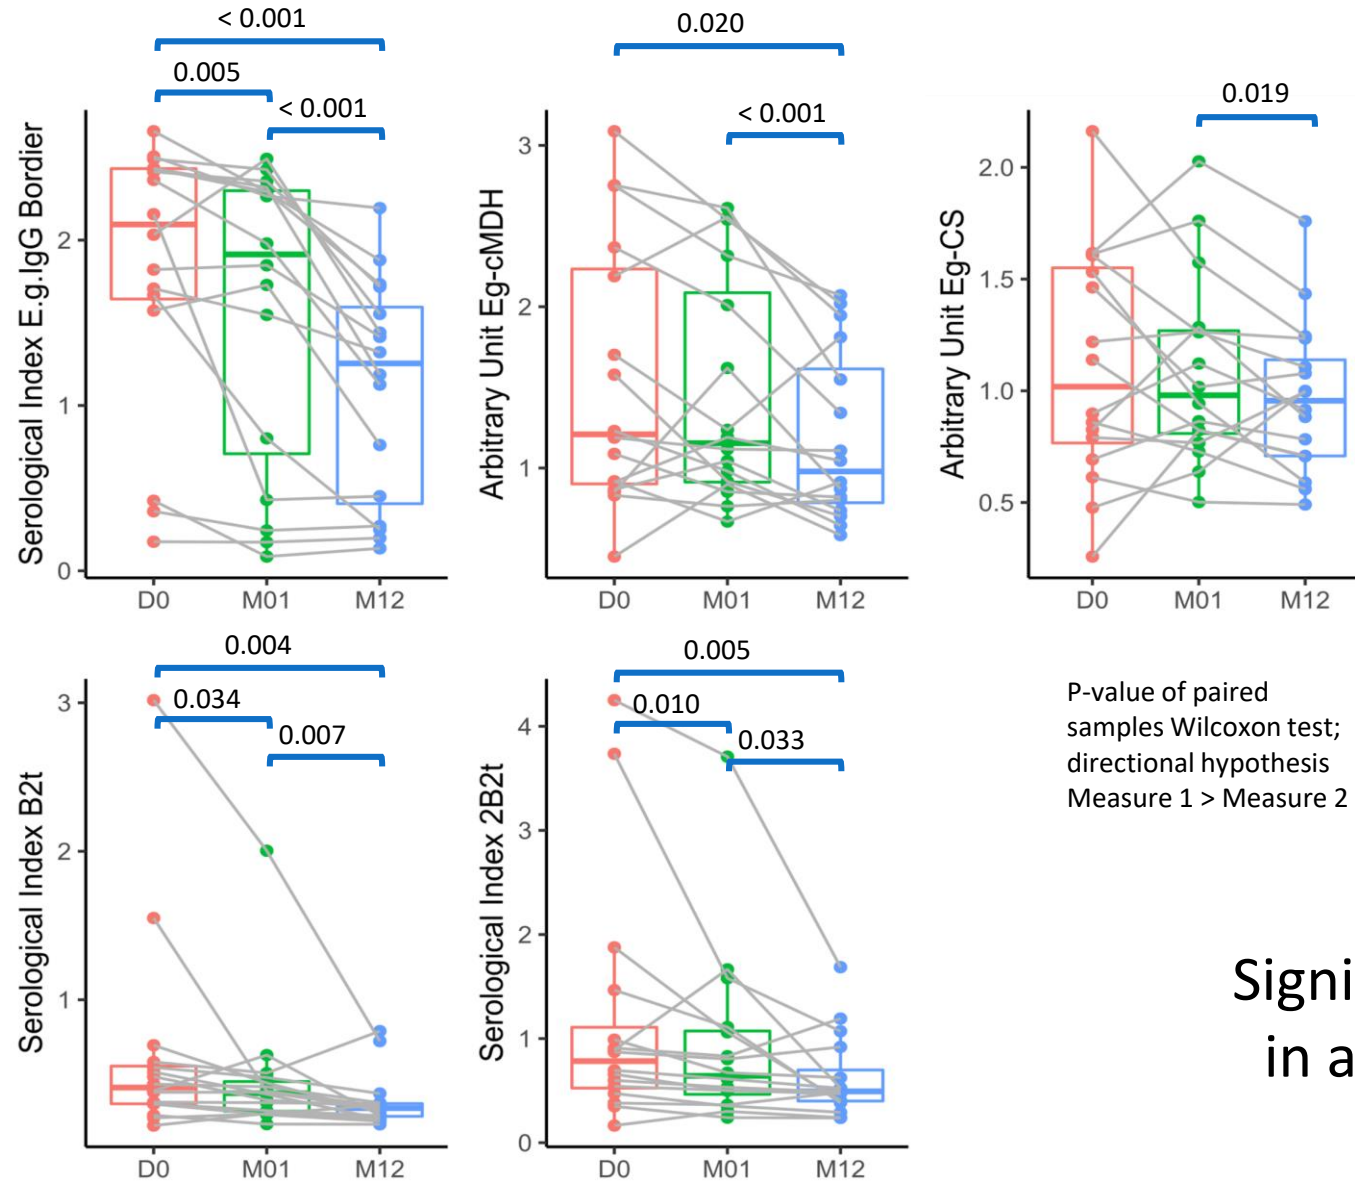 < 0.001
0.005
< 0.001
Serological Index E.g.IgG Bordier
2
1
0
D0 M01 M12
0.020
< 0.001
Arbitrary Unit Eg-cMDH
3
2
1
D0 M01 M12
0.019
Arbitrary Unit Eg-CS
2.0
1.5
1.0
0.5
D0 M01 M12
0.004
0.034
0.007
Serological Index B2t
3
2
1
D0 M01 M12
0.005
0.010
0.033
Serological Index 2B2t
4
3
2
1
0
D0 M01 M12
P-value of paired
samples Wilcoxon test;
directional hypothesis
Measure 1 > Measure 2
Signi
in a